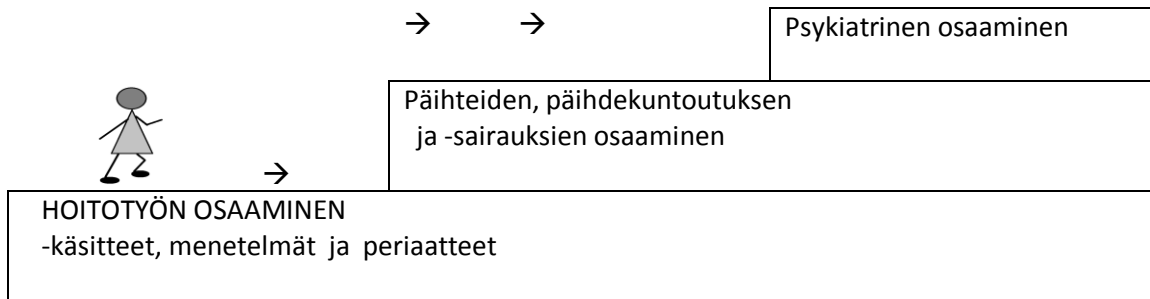 → →
Psykiatrinen osaaminen
Päihteiden, päihdekuntoutuksen
ja -sairauksien osaaminen
→
HOITOTYÖN OSAAMINEN
-käsitteet, menetelmät ja periaatteet